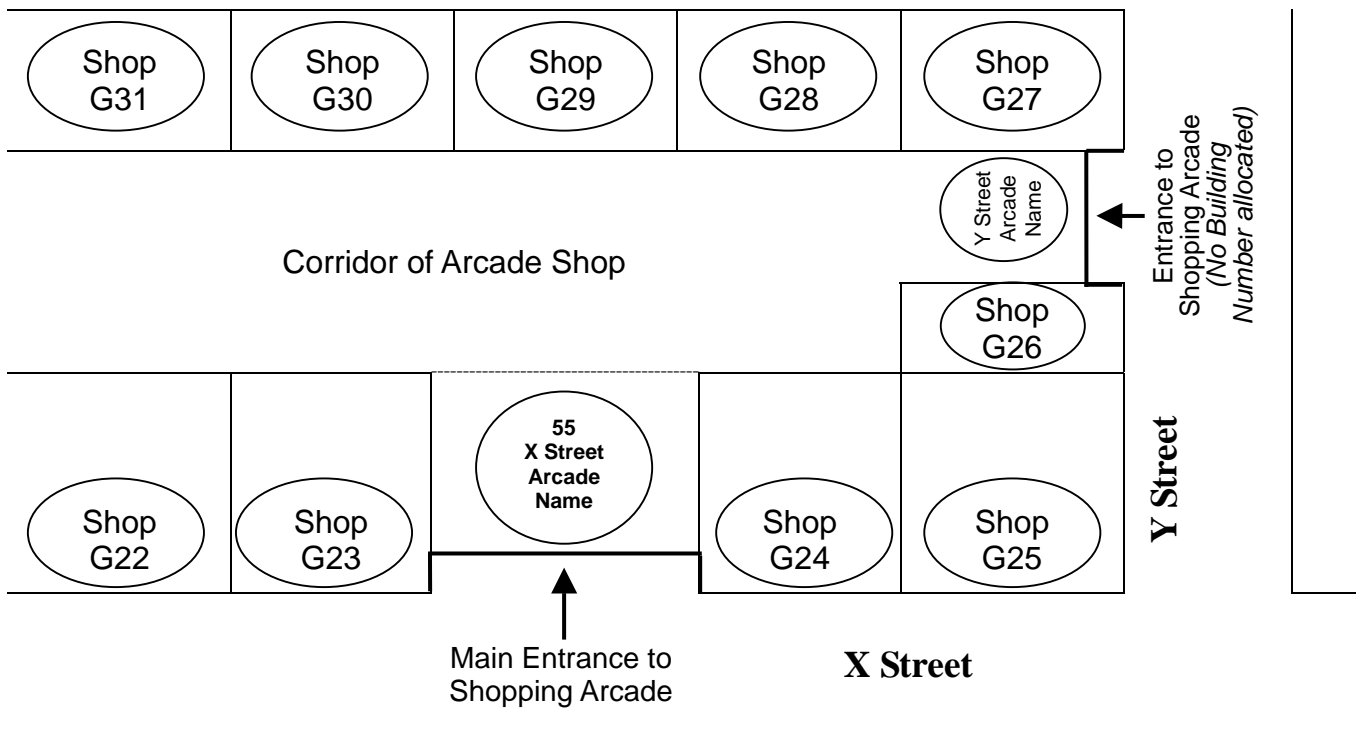 Shop
G31
Shop
G30
Shop
G29
Shop
G28
Shop
G27
Y Street
Arcade
Name
Entrance to
Shopping Arcade
(No Building
Number allocated)
Corridor of Arcade Shop
Shop
G26
55
X Street
Arcade
Name
Shop
G22
Shop
G23
Shop
G24
Shop
G25
Y Street
Main Entrance to
Shopping Arcade
X Street